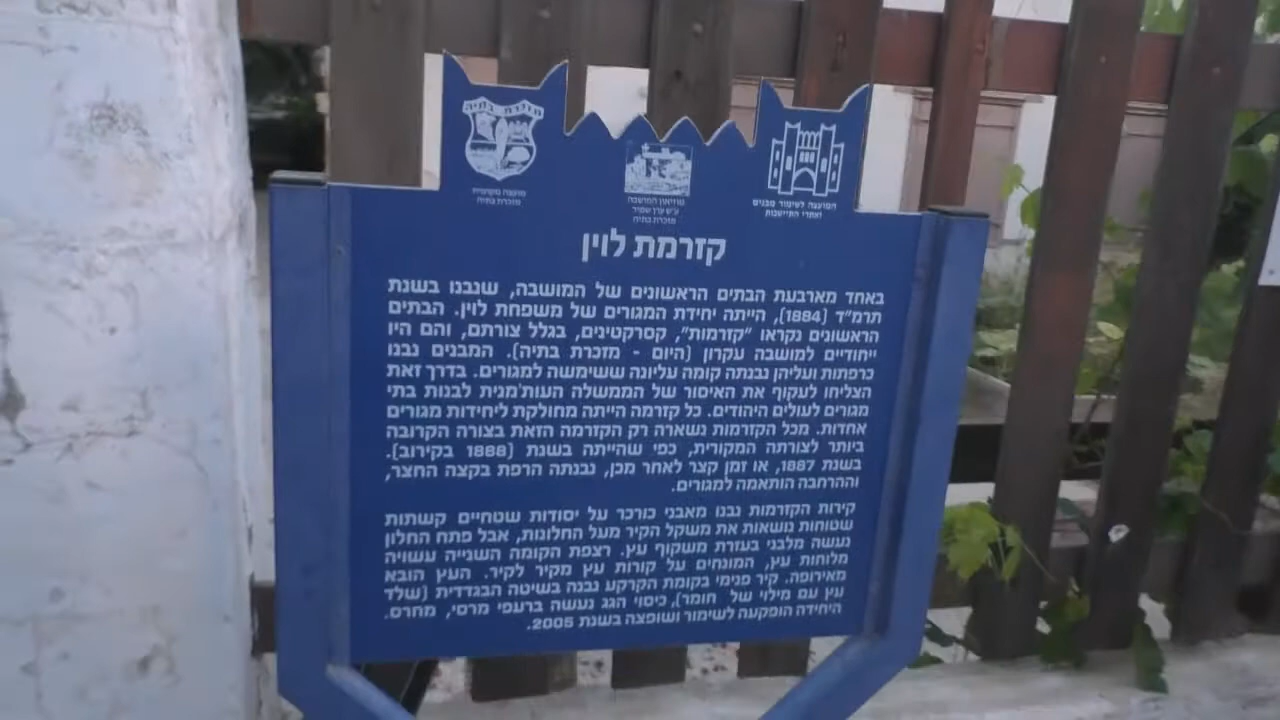 מזכרת בתיה
מועצה מקומית
מזכרת בתיה
מוזיאון המושבה
ע״ש ערן שמיר
מזכרת בתיה
המועצה לשימור מבנים
ואתרי התיישבות
קזרמת לוין
באחד מארבעת הבתים הראשונים של המושבה, שנבנו בשנת
תרמ״ד (1884), הייתה יחידת המגורים של משפחת לוין. הבתים
הראשונים נקראו ״קזרמות״, קסרקטינים, בגלל צורתם, והם היו
ייחודיים למושבה עקרון (היום - מזכרת בתיה). המבנים נבנו
כרפתות ועליהן נבנתה קומה עליונה ששימשה למגורים. בדרך זאת
הצליחו לעקוף את האיסור של הממשלה העות'מנית לבנות בתי
מגורים לעולים היהודים. כל קזרמה הייתה מחולקת ליחידות מגורים
אחדות. מכל הקזרמות נשארה רק הקזרמה הזאת בצורה הקרובה
ביותר לצורתה המקורית, כפי שהייתה בשנת (1888 בקירוב).
בשנת 1887, או זמן קצר לאחר מכן, נבנתה הרפת בקצה החצר,
וההרחבה הותאמה למגורים.
קירות הקזרמות נבנו מאבני כורכר על יסודות שטחיים קשתות
שטוחות נושאות את משקל הקיר מעל החלונות, אבל פתח החלון
נעשה מלבני בעזרת משקוף עץ. רצפת הקומה השנייה עשויה
מלוחות עץ, המונחים על קורות עץ מקיר לקיר. העץ הובא
מאירופה. קיר פנימי בקומת הקרקע נבנה בשיטה הבגדדית (שלד
עץ עם מילוי של חומר), כיסוי הגג נעשה ברעפי מרסי, מחרס.
היחידה הופקעה לשימור ושופצה בשנת 2005.